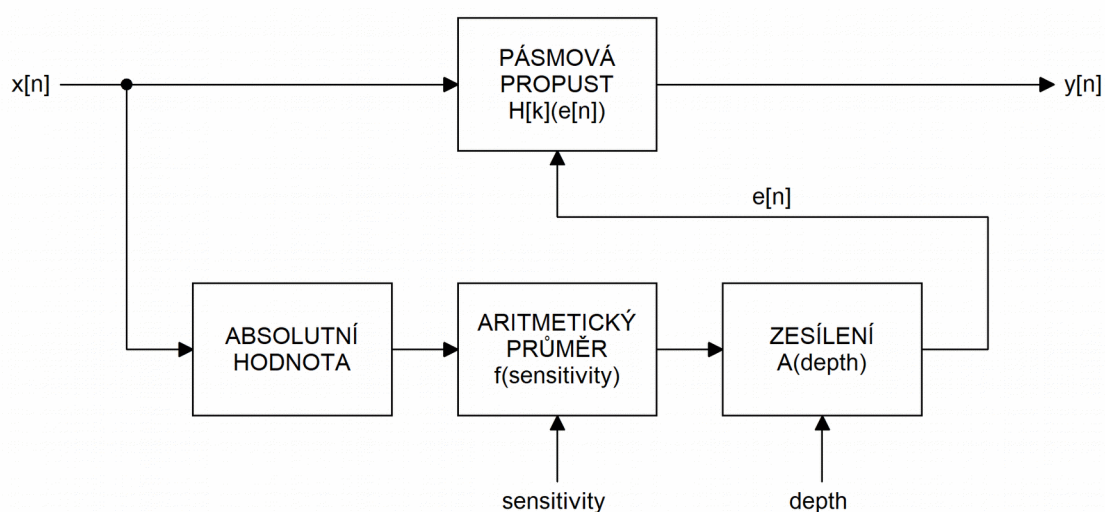 PÁSMOVÁ
PROPUST
H[k](e[n])
x[n]
y[n]
e[n]
ABSOLUTNÍ
HODNOTA
ARITMETICKÝ
PRŮMĚR
f(sensitivity)
ZESÍLENÍ
A(depth)
sensitivity
depth